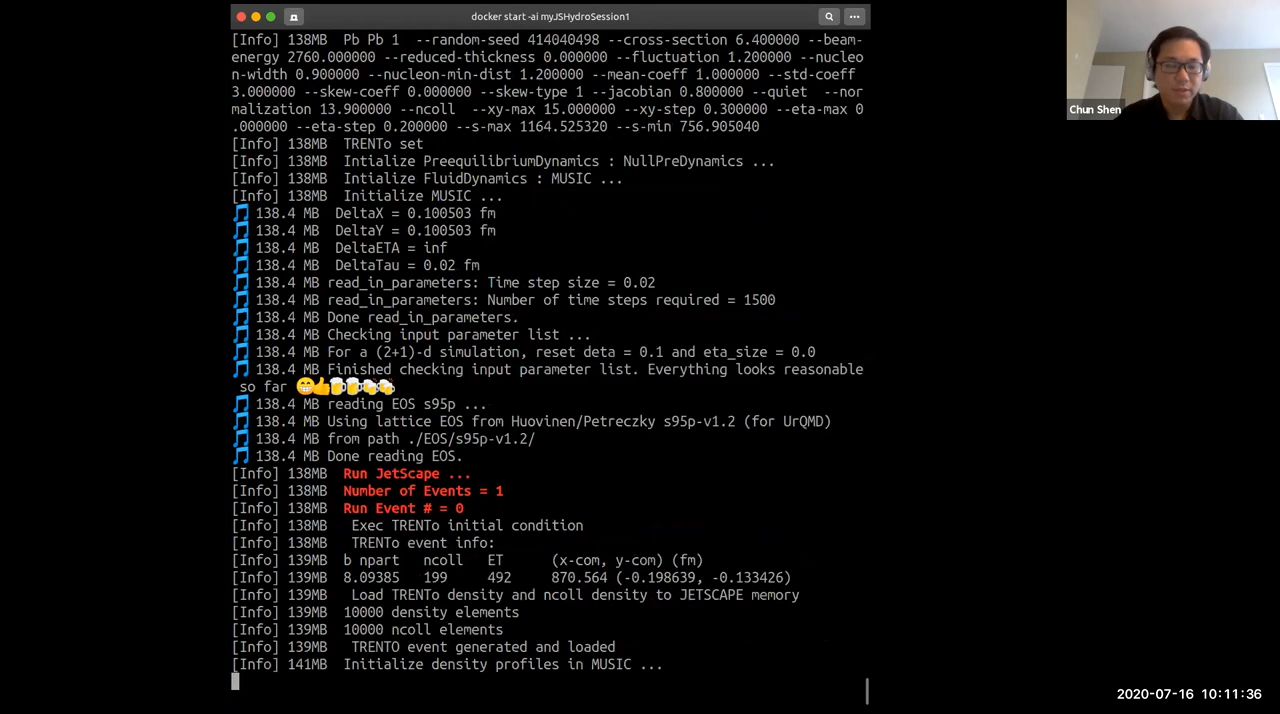 docker start -ai myJSHydroSession1
[Info] 138MB  Pb Pb 1  --random-seed 414040498 --cross-section 6.400000 --beam-
energy 2760.000000 --reduced-thickness 0.000000 --fluctuation 1.200000 --nucleo
n-width 0.900000 --nucleon-min-dist 1.200000 --mean-coeff 1.000000 --std-coeff
3.000000 --skew-coeff 0.000000 --skew-type 1 --jacobian 0.800000 --quiet  --nor
malization 13.900000 --ncoll  --xy-max 15.000000 --xy-step 0.300000 --eta-max 0
.000000 --eta-step 0.200000 --s-max 1164.525320 --s-min 756.905040
[Info] 138MB  TRENTo set
[Info] 138MB  Intialize PreequilibriumDynamics : NullPreDynamics ...
[Info] 138MB  Intialize FluidDynamics : MUSIC ...
[Info] 138MB  Initialize MUSIC ...
🎵 138.4 MB  DeltaX = 0.100503 fm
🎵 138.4 MB  DeltaY = 0.100503 fm
🎵 138.4 MB  DeltaETA = inf
🎵 138.4 MB  DeltaTau = 0.02 fm
🎵 138.4 MB read_in_parameters: Time step size = 0.02
🎵 138.4 MB read_in_parameters: Number of time steps required = 1500
🎵 138.4 MB Done read_in_parameters.
🎵 138.4 MB Checking input parameter list ...
🎵 138.4 MB For a (2+1)-d simulation, reset deta = 0.1 and eta_size = 0.0
🎵 138.4 MB Finished checking input parameter list. Everything looks reasonable
so far 😁👍🍺🍺🍻🍻
🎵 138.4 MB reading EOS s95p ...
🎵 138.4 MB Using lattice EOS from Huovinen/Petreczky s95p-v1.2 (for UrQMD)
🎵 138.4 MB from path ./EOS/s95p-v1.2/
🎵 138.4 MB Done reading EOS.
[Info] 138MB  Run JetScape ...
[Info] 138MB  Number of Events = 1
[Info] 138MB  Run Event # = 0
[Info] 138MB   Exec TRENTo initial condition
[Info] 138MB   TRENTo event info:
[Info] 139MB  b npart   ncoll   ET      (x-com, y-com) (fm)
[Info] 139MB  8.09385   199     492     870.564 (-0.198639, -0.133426)
[Info] 139MB   Load TRENTo density and ncoll density to JETSCAPE memory
[Info] 139MB  10000 density elements
[Info] 139MB  10000 ncoll elements
[Info] 139MB   TRENTO event generated and loaded
[Info] 141MB  Initialize density profiles in MUSIC ...
Chun Shen
2020-07-16 10:11:36